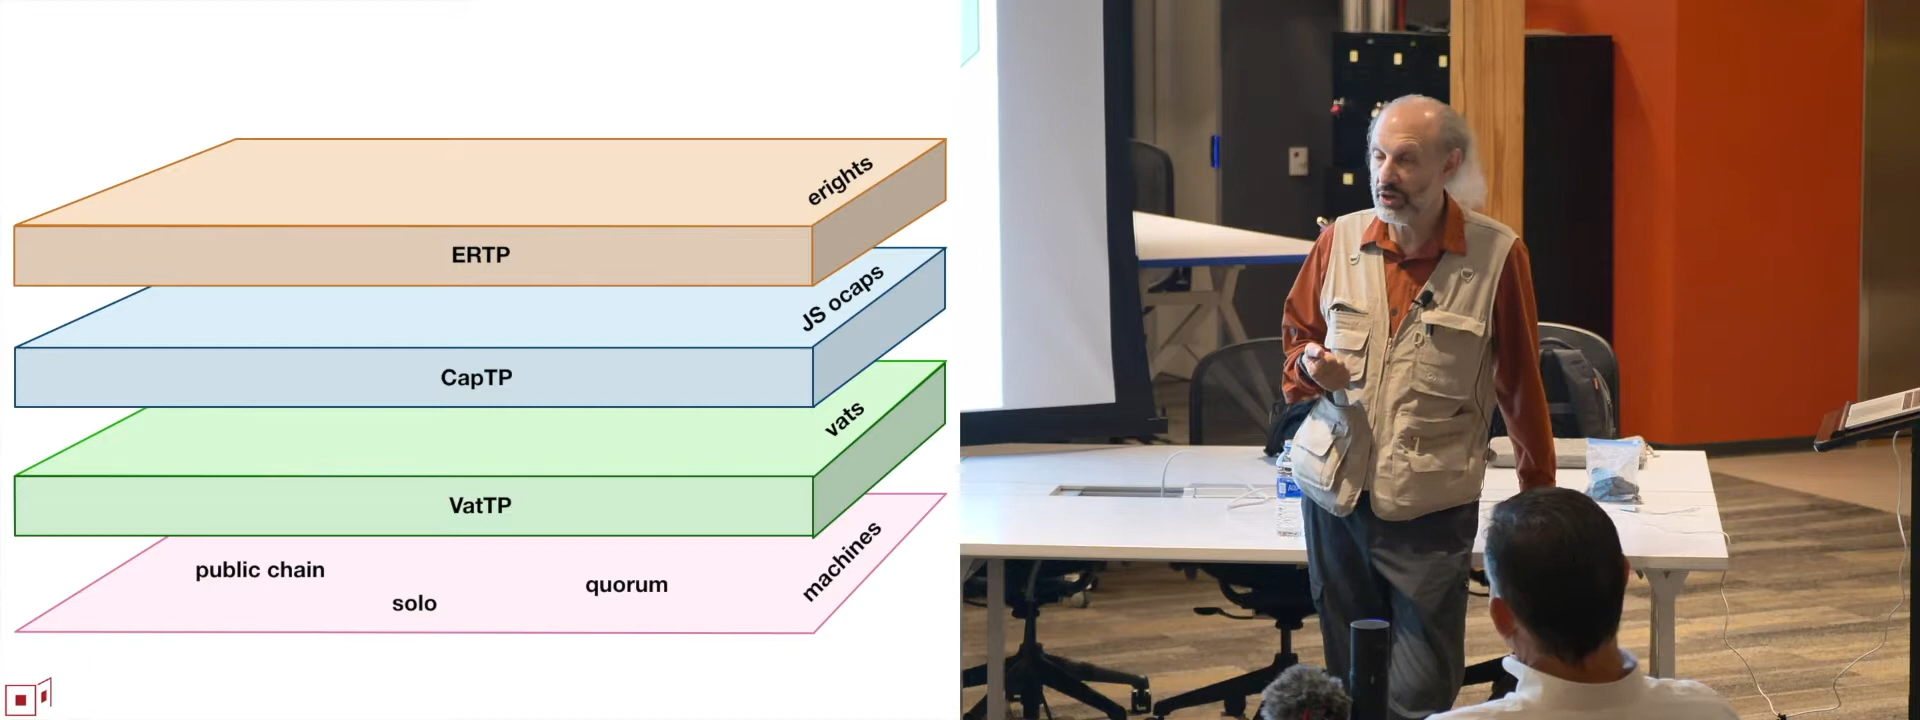 erights
ERTP
JS ocaps
CapTP
vats
VatTP
machines
public chain
quorum
solo